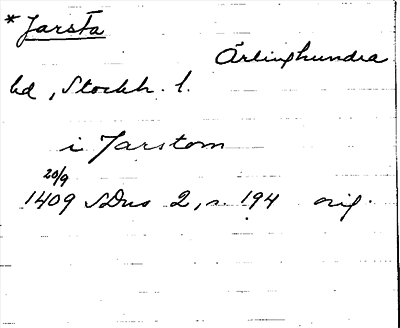 * Jarsta
Ärlinghundra
hd, Stockh. l.
i Jarstom
20/9
1409 SDns 2, s. 194 orig.